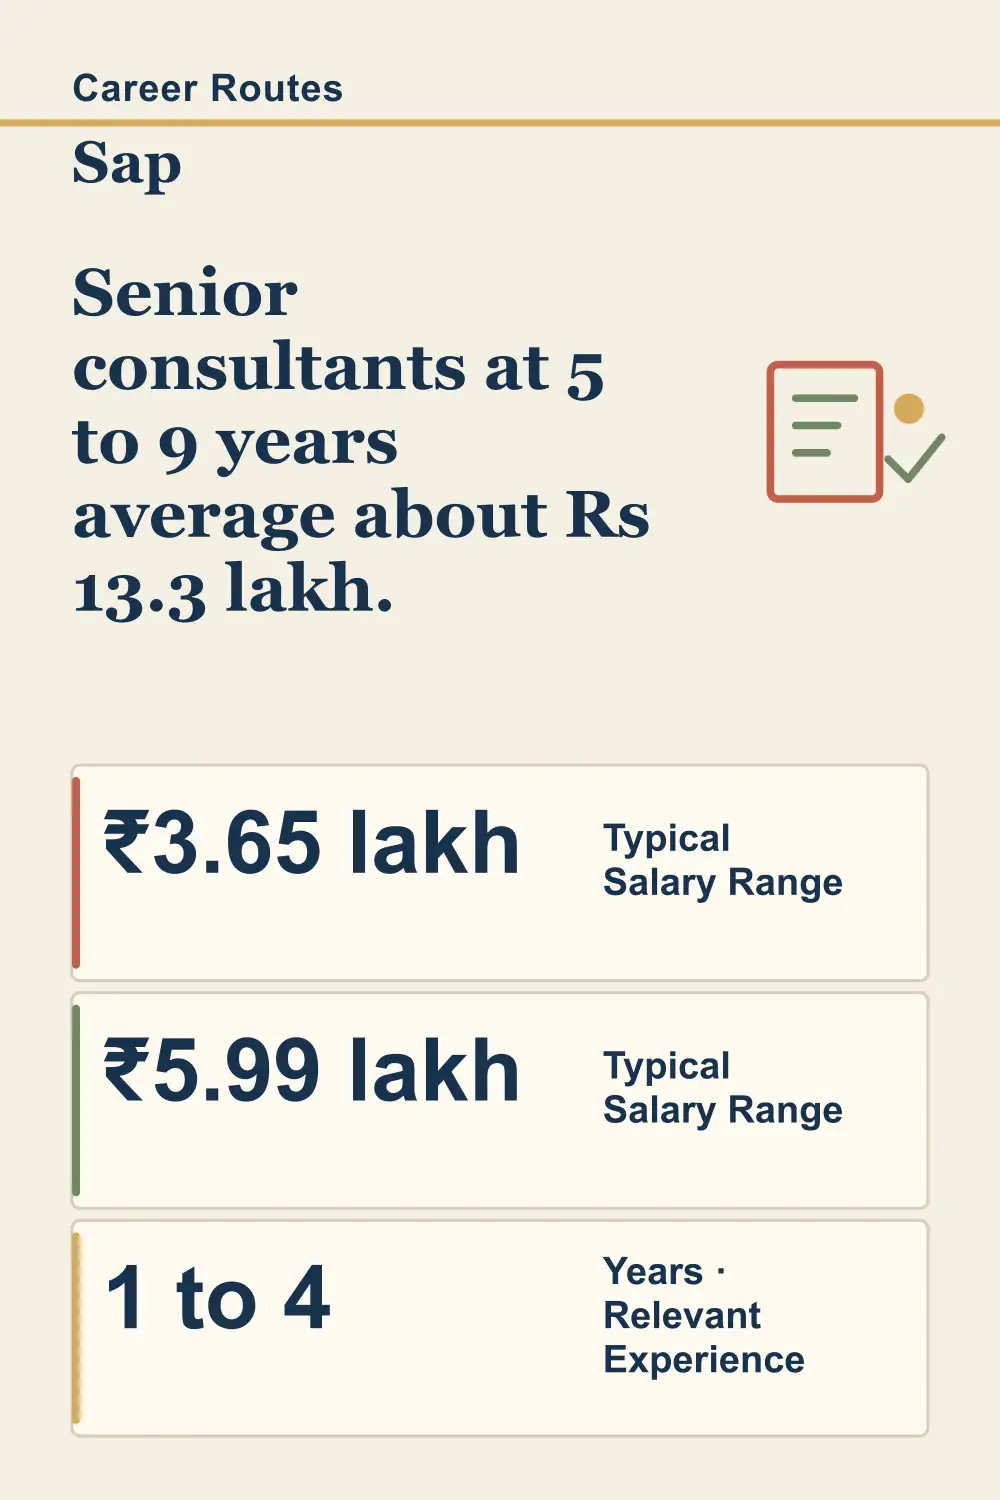 Career Routes
Sap
Senior
consultants at 5
to 9 years
average about Rs
13.3 lakh.
₹3.65 lakh
Typical
Salary Range
₹5.99 lakh
Typical
Salary Range
1 to 4
Years ·
Relevant
Experience